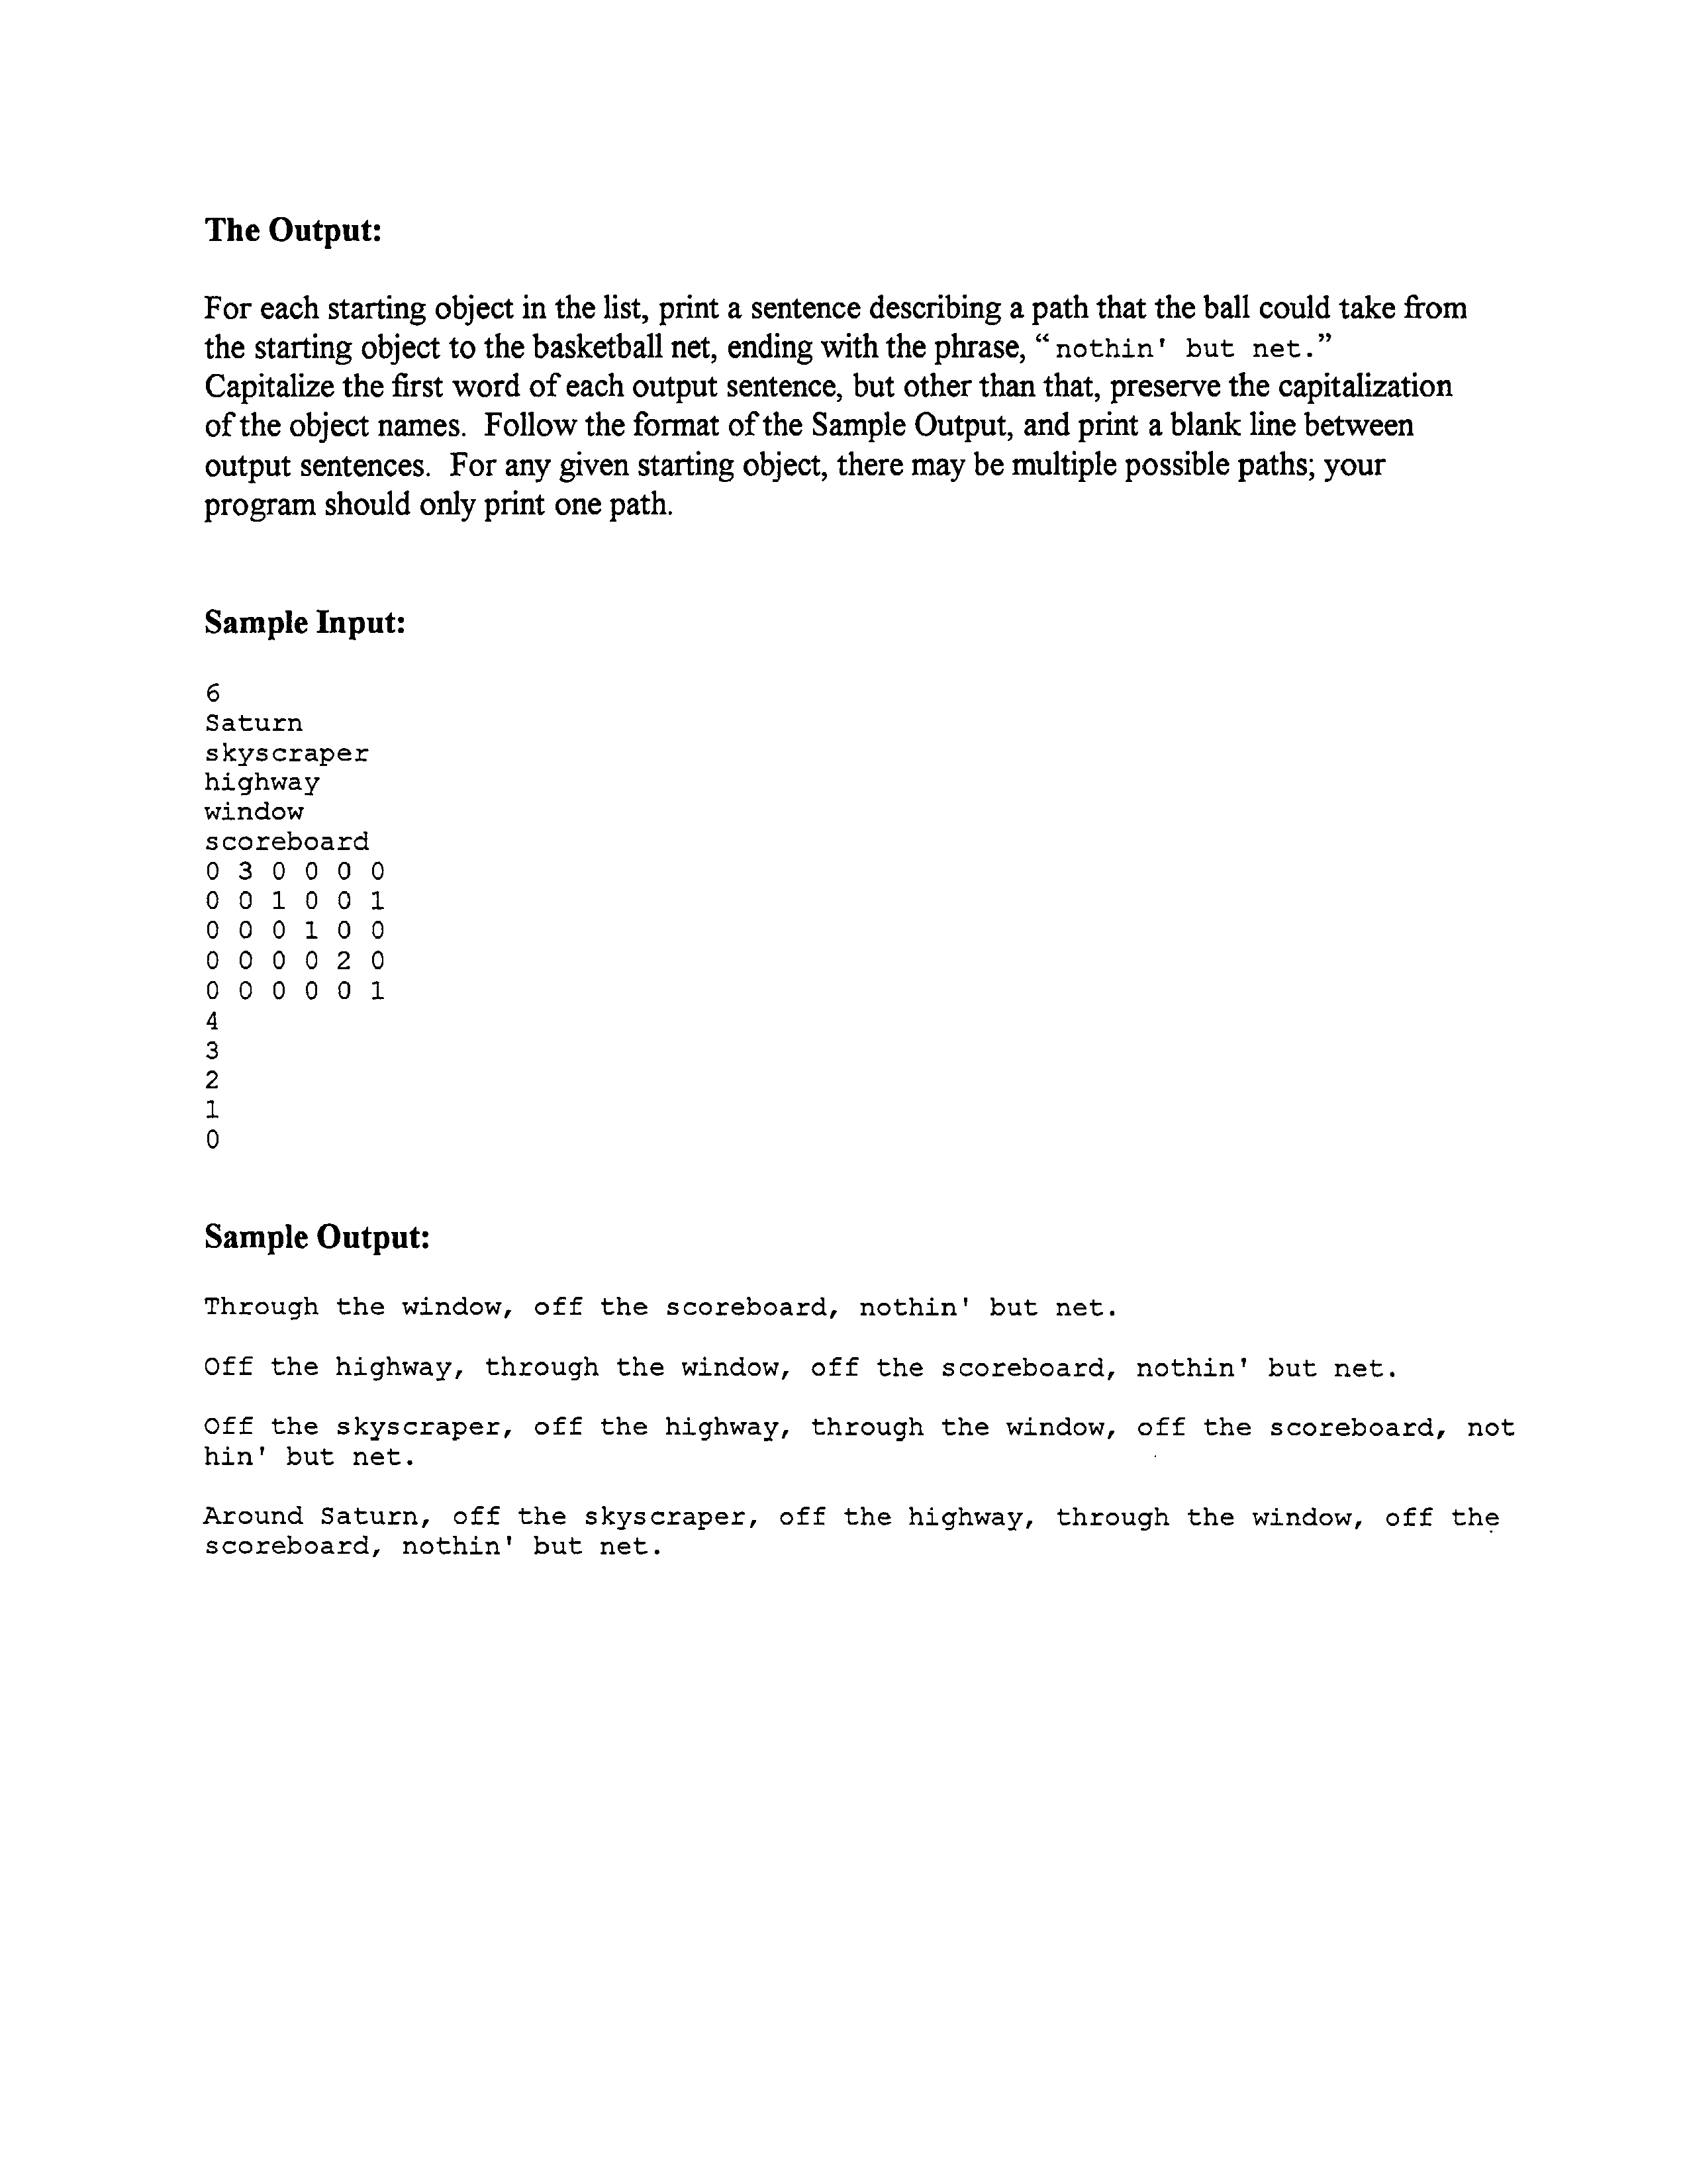 The Output:
For each starting object in the list, print a sentence describing a path that the ball could take from
the starting object to the basketball net, ending with the phrase, “nothin' but net.”
Capitalize the first word of each output sentence, but other than that, preserve the capitalization
of the object names. Follow the format of the Sample Output, and print a blank line between
output sentences. For any given starting object, there may be multiple possible paths; your
program should only print one path.
Sample Input:
6
Saturn
skyscraper
highway
window
scoreboard
0 3 0 0 0 0
0 0 1 0 0 1
0 0 0 1 0 0
0 0 0 0 2 0
0 0 0 0 0 1
4
3
2
1
0
Sample Output:
Through the window, off the scoreboard, nothin' but net.
Off the highway, through the window, off the scoreboard, nothin' but net.
Off the skyscraper, off the highway, through the window, off the scoreboard, not
hin' but net.
Around Saturn, off the skyscraper, off the highway, through the window, off the
scoreboard, nothin' but net.